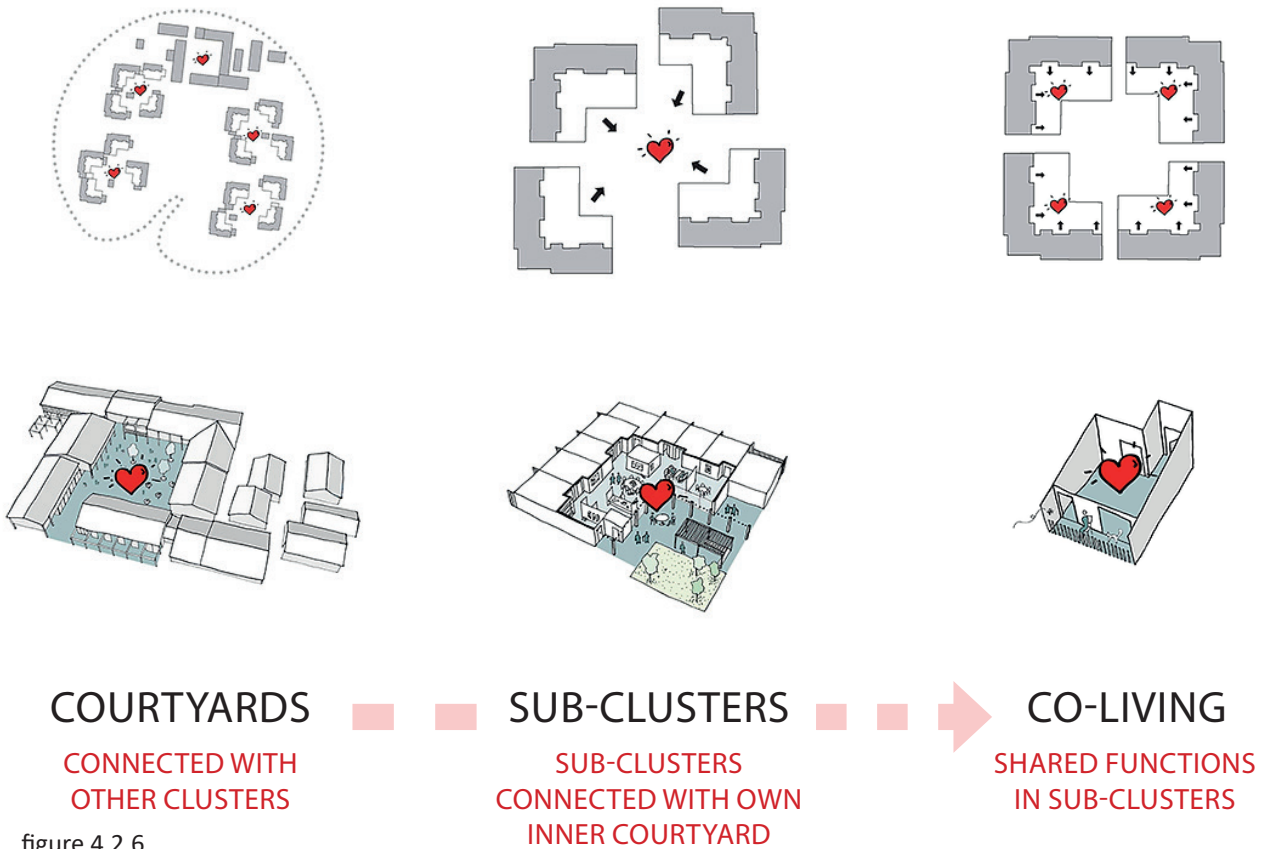 COURTYARDS
CONNECTED WITH
OTHER CLUSTERS
SUB-CLUSTERS
SUB-CLUSTERS
CONNECTED WITH OWN
INNER COURTYARD
CO-LIVING
SHARED FUNCTIONS
IN SUB-CLUSTERS
figure 4.2.6